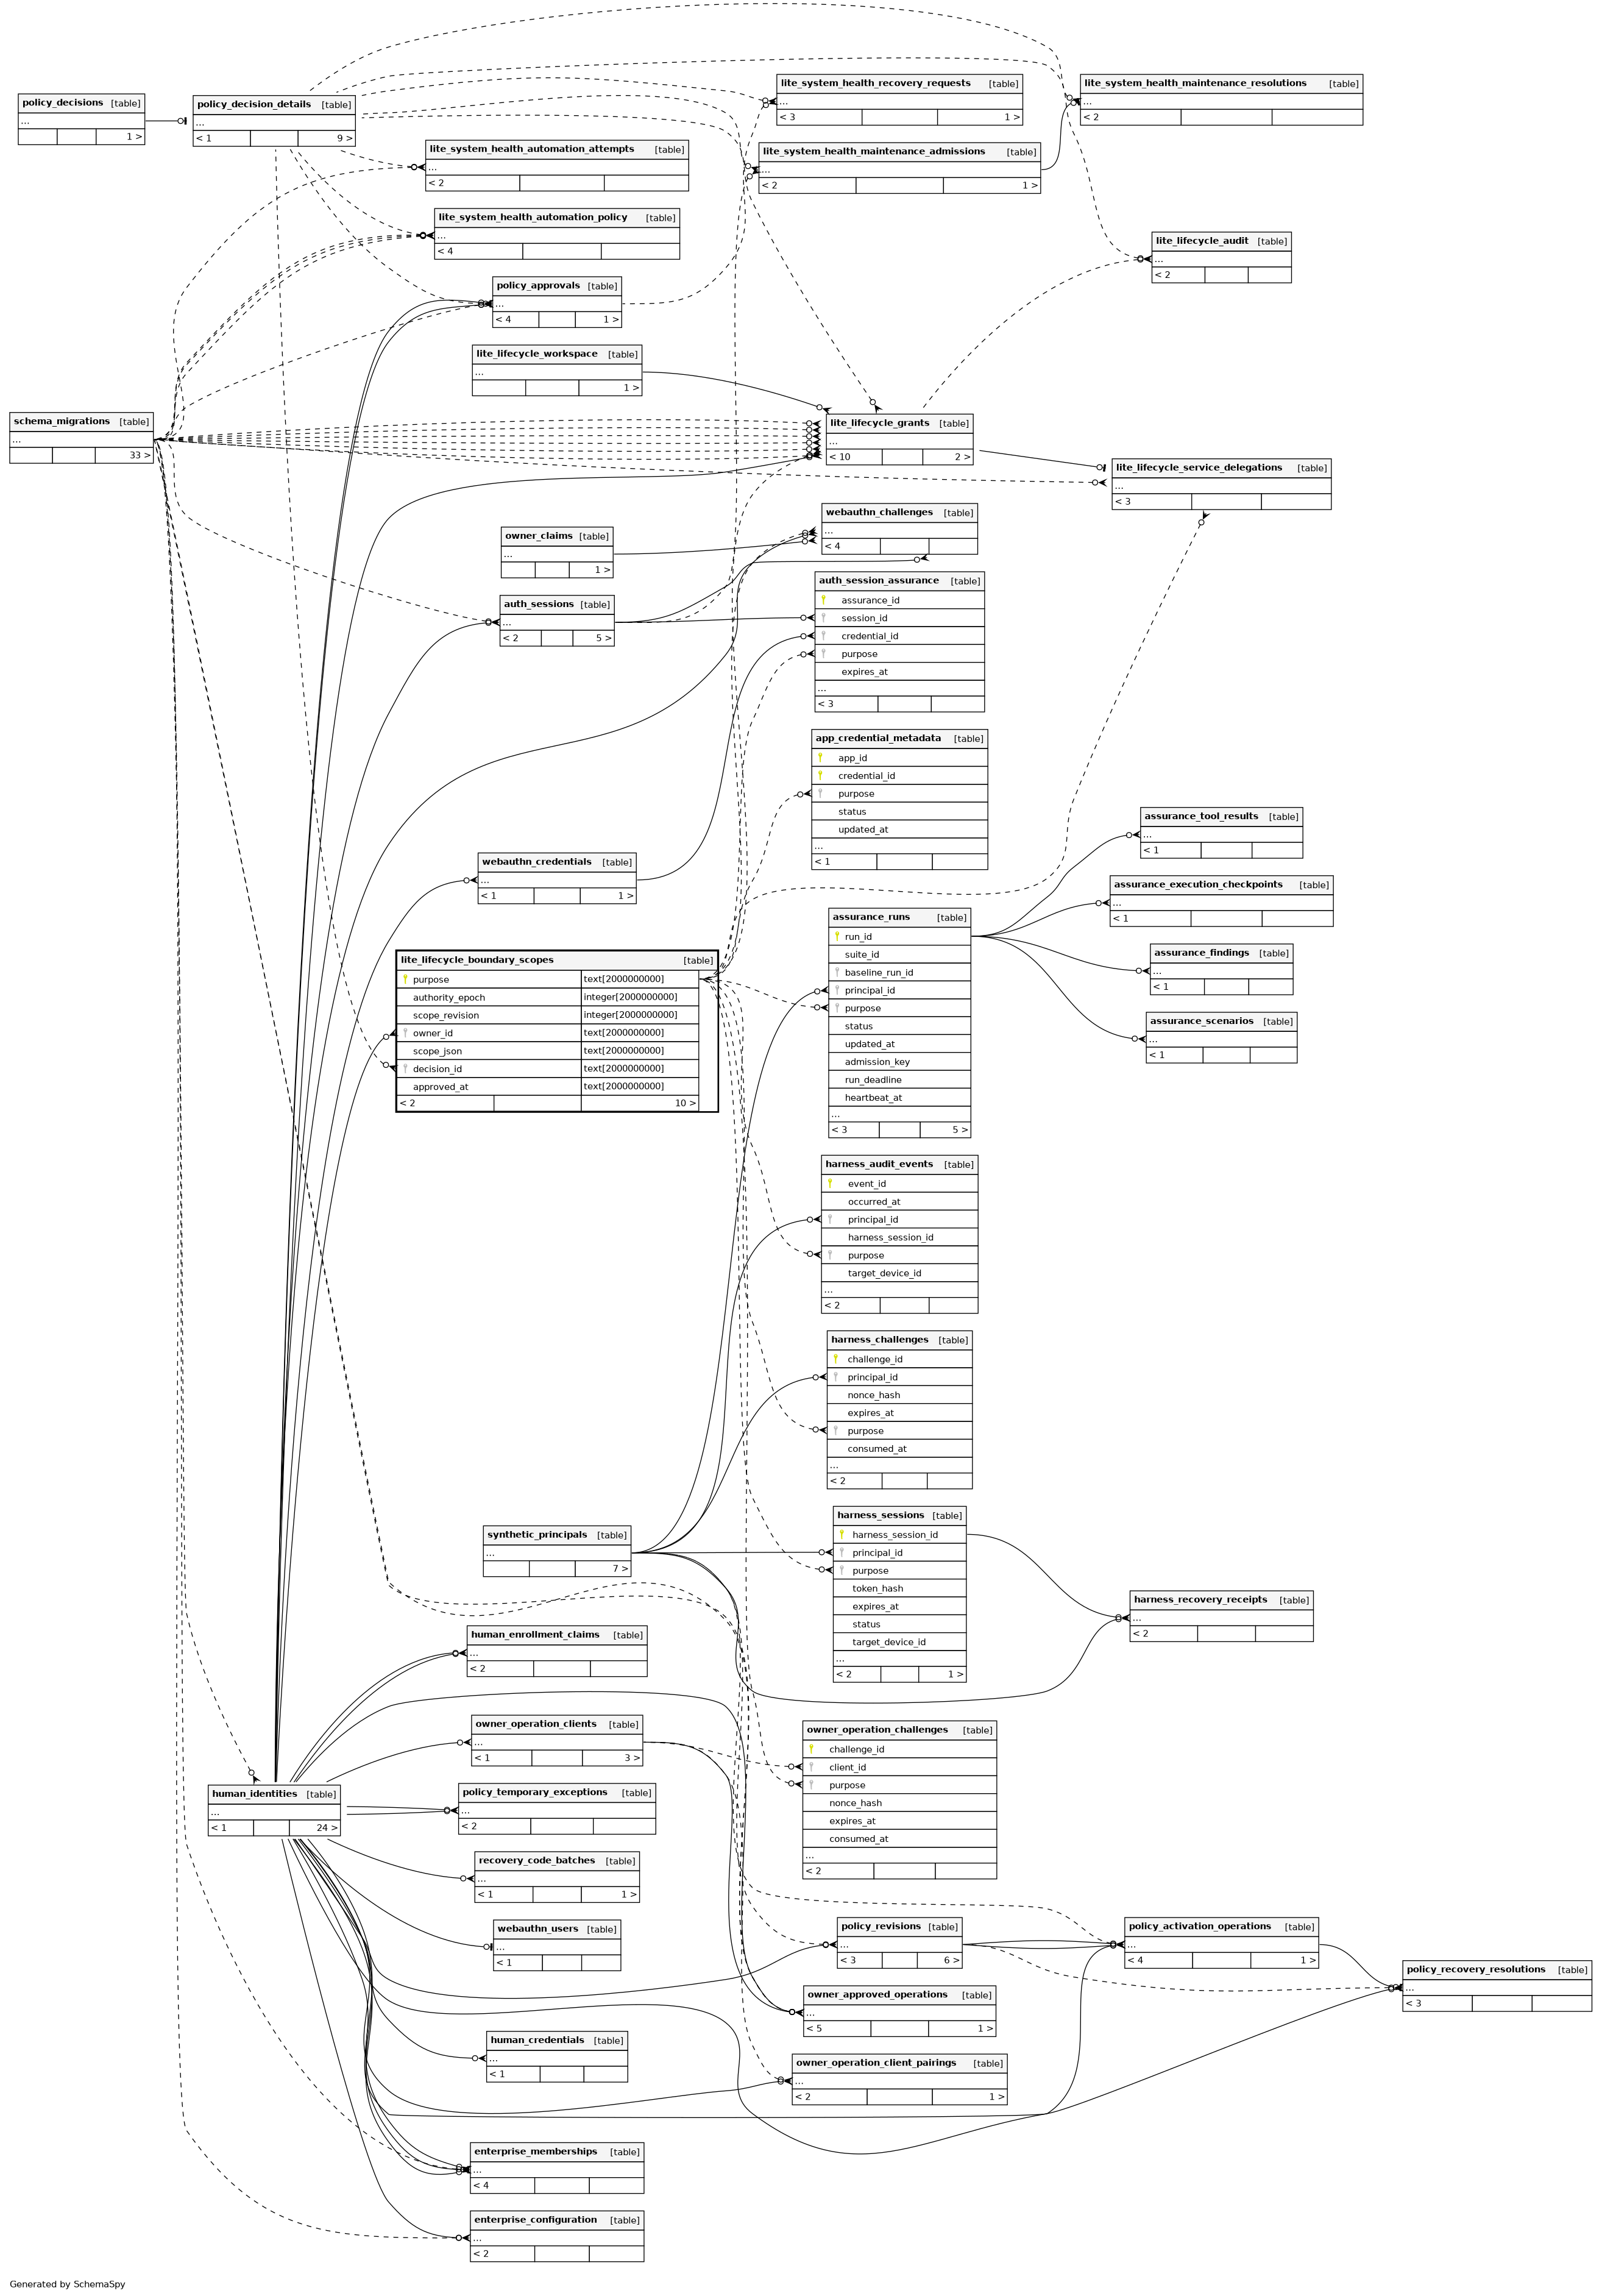 policy_decisions [table]
...
1 >
policy_decision_details [table]
...
< 1 9 >
lite_system_health_recovery_requests [table]
...
< 3 1 >
lite_system_health_maintenance_resolutions [table]
...
< 2
lite_system_health_automation_attempts [table]
...
< 2
lite_system_health_maintenance_admissions [table]
...
< 2 1 >
lite_system_health_automation_policy [table]
...
< 4
lite_lifecycle_audit [table]
...
< 2
policy_approvals [table]
...
< 4 1 >
lite_lifecycle_workspace [table]
...
1 >
schema_migrations [table]
...
33 >
lite_lifecycle_grants [table]
...
< 10 2 >
lite_lifecycle_service_delegations [table]
...
< 3
webauthn_challenges [table]
...
< 4
owner_claims [table]
...
1 >
auth_sessions [table]
...
< 2 5 >
auth_session_assurance [table]
assurance_id
session_id
credential_id
purpose
expires_at
...
< 3
app_credential_metadata [table]
app_id
credential_id
purpose
status
updated_at
...
< 1
assurance_tool_results [table]
...
< 1
webauthn_credentials [table]
...
< 1 1 >
assurance_execution_checkpoints [table]
...
< 1
assurance_runs [table]
run_id
suite_id
baseline_run_id
principal_id
purpose
status
updated_at
admission_key
run_deadline
heartbeat_at
...
< 3 5 >
assurance_findings [table]
...
< 1
assurance_scenarios [table]
...
< 1
lite_lifecycle_boundary_scopes [table]
purpose text[2000000000]
authority_epoch integer[2000000000]
scope_revision integer[2000000000]
owner_id text[2000000000]
scope_json text[2000000000]
decision_id text[2000000000]
approved_at text[2000000000]
< 2 10 >
harness_audit_events [table]
event_id
occurred_at
principal_id
harness_session_id
purpose
target_device_id
...
< 2
harness_challenges [table]
challenge_id
principal_id
nonce_hash
expires_at
purpose
consumed_at
...
< 2
synthetic_principals [table]
...
7 >
harness_sessions [table]
harness_session_id
principal_id
purpose
token_hash
expires_at
status
target_device_id
...
< 2 1 >
harness_recovery_receipts [table]
...
< 2
human_enrollment_claims [table]
...
< 2
owner_operation_clients [table]
...
< 1 3 >
owner_operation_challenges [table]
challenge_id
client_id
purpose
nonce_hash
expires_at
consumed_at
...
< 2
human_identities [table]
...
< 1 24 >
policy_temporary_exceptions [table]
...
< 2
recovery_code_batches [table]
...
< 1 1 >
webauthn_users [table]
...
< 1
policy_revisions [table]
...
< 3 6 >
policy_activation_operations [table]
...
< 4 1 >
policy_recovery_resolutions [table]
...
< 3
owner_approved_operations [table]
...
< 5 1 >
human_credentials [table]
...
< 1
owner_operation_client_pairings [table]
...
< 2 1 >
enterprise_memberships [table]
...
< 4
enterprise_configuration [table]
...
< 2
Generated by SchemaSpy